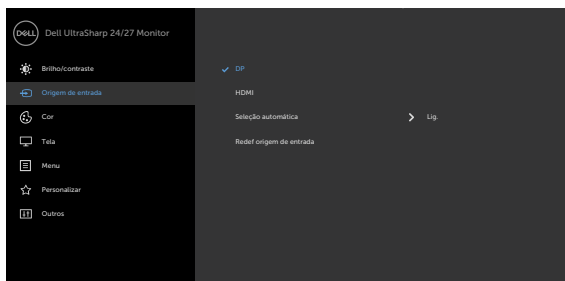 DELL Dell UltraSharp 24/27 Monitor
Brilho/contraste
DP
Origem de entrada
HDMI
Cor
Seleção automática
Lig.
Tela
Redef origem de entrada
Menu
Personalizar
Outros